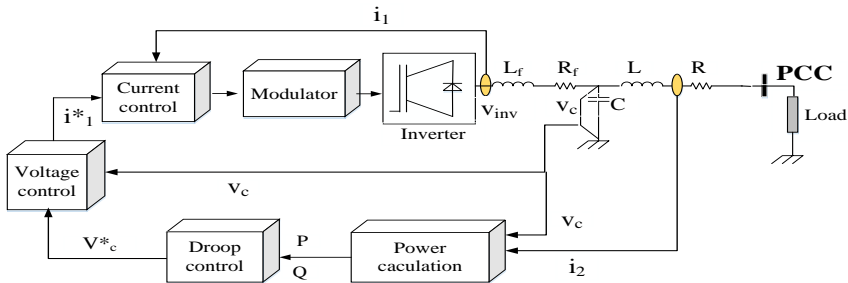 i1
Current
control
Modulator
Inverter
Lf
Rf
L
R
PCC
vinv
vc
C
Load
i*1
Voltage
control
vc
vc
V*c
Droop
control
P
Q
Power
caculation
i2